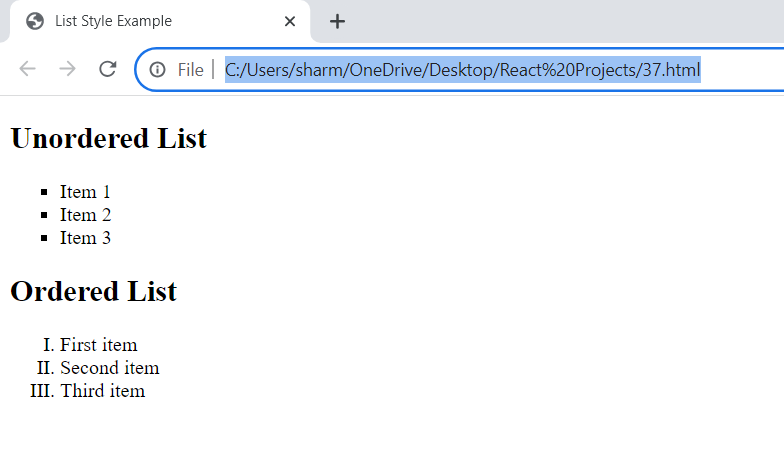 List Style Example
File C:/Users/sharm/OneDrive/Desktop/React%20Projects/37.html
Unordered List
Item 1
Item 2
Item 3
Ordered List
I. First item
II. Second item
III. Third item